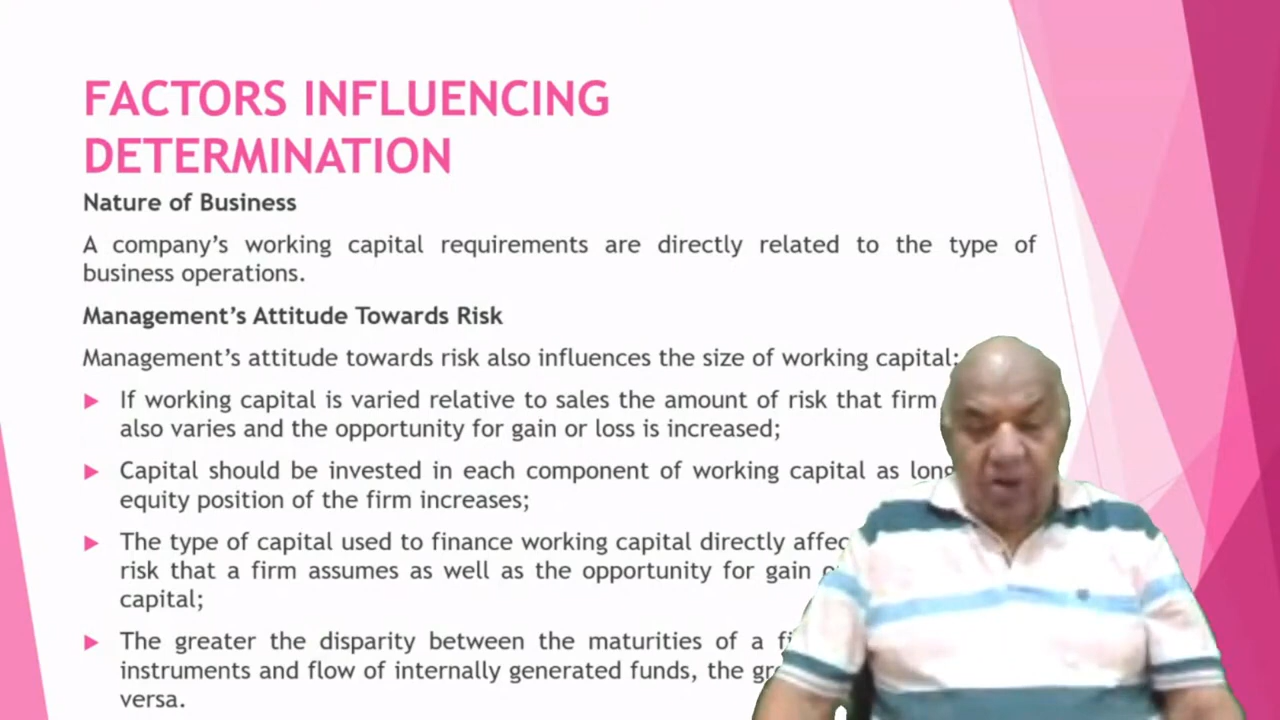 FACTORS INFLUENCING
DETERMINATION
Nature of Business
A company’s working capital requirements are directly related to the type of
business operations.
Management’s Attitude Towards Risk
Management’s attitude towards risk also influences the size of working capital:
If working capital is varied relative to sales the amount of risk that firm
also varies and the opportunity for gain or loss is increased;
Capital should be invested in each component of working capital as long
equity position of the firm increases;
The type of capital used to finance working capital directly
risk that a firm assumes as well as the opportunity for gain
capital;
The greater the disparity between the maturities of a
instruments and flow of internally generated funds, the
versa.